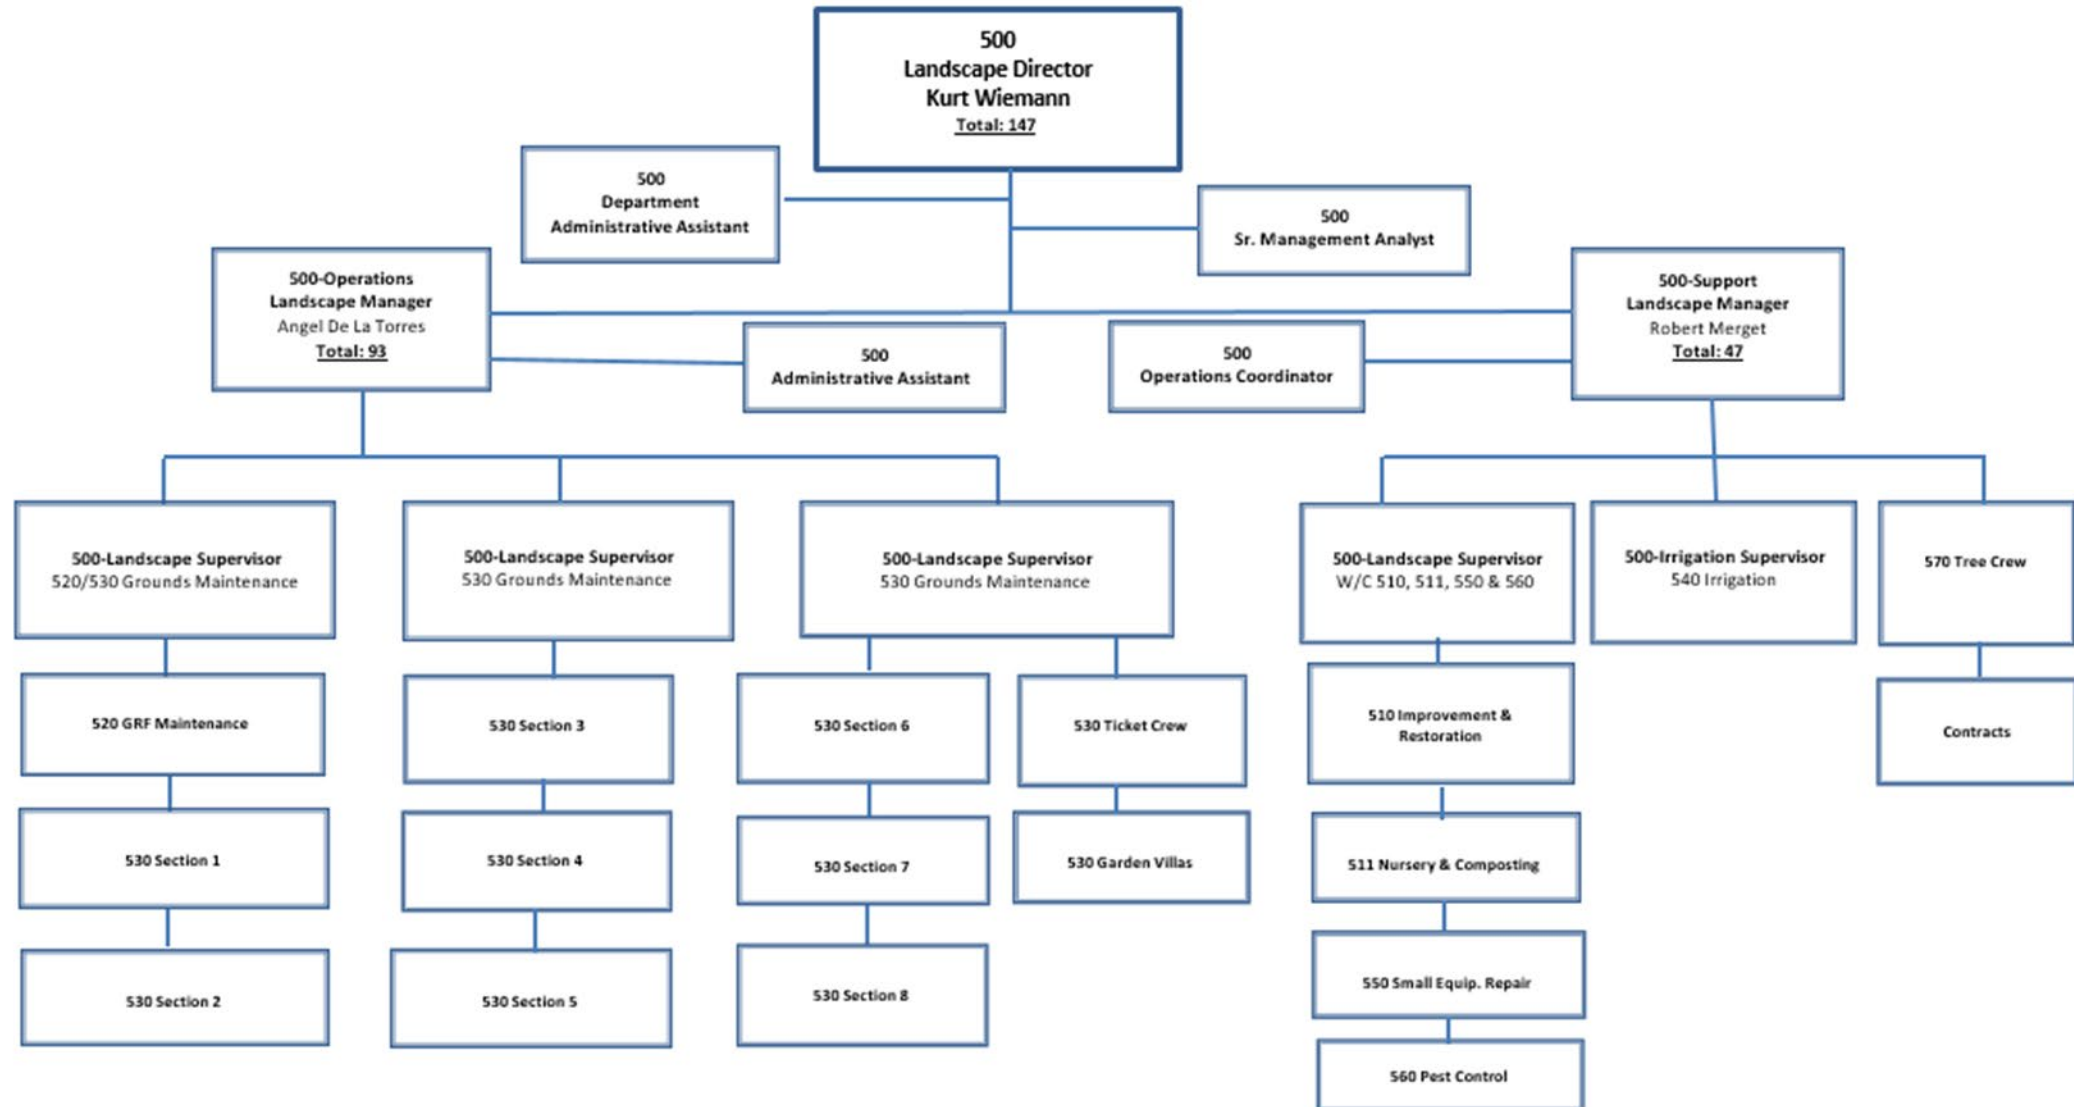 500
Landscape Director
Kurt Wiemann
Total: 147
500
Department
Administrative Assistant
500
Sr. Management Analyst
500-Operations
Landscape Manager
Angel De La Torres
Total: 93
500-Support
Landscape Manager
Robert Merget
Total: 47
500
Administrative Assistant
500
Operations Coordinator
500-Landscape Supervisor
520/530 Grounds Maintenance
500-Landscape Supervisor
530 Grounds Maintenance
500-Landscape Supervisor
530 Grounds Maintenance
500-Landscape Supervisor
W/C 510, 511, 550 & 560
500-Irrigation Supervisor
540 Irrigation
570 Tree Crew
520 GRF Maintenance
530 Section 3
530 Section 6
530 Ticket Crew
510 Improvement &
Restoration
Contracts
530 Section 1
530 Section 4
530 Section 7
530 Garden Villas
511 Nursery & Composting
530 Section 2
530 Section 5
530 Section 8
550 Small Equip. Repair
560 Pest Control